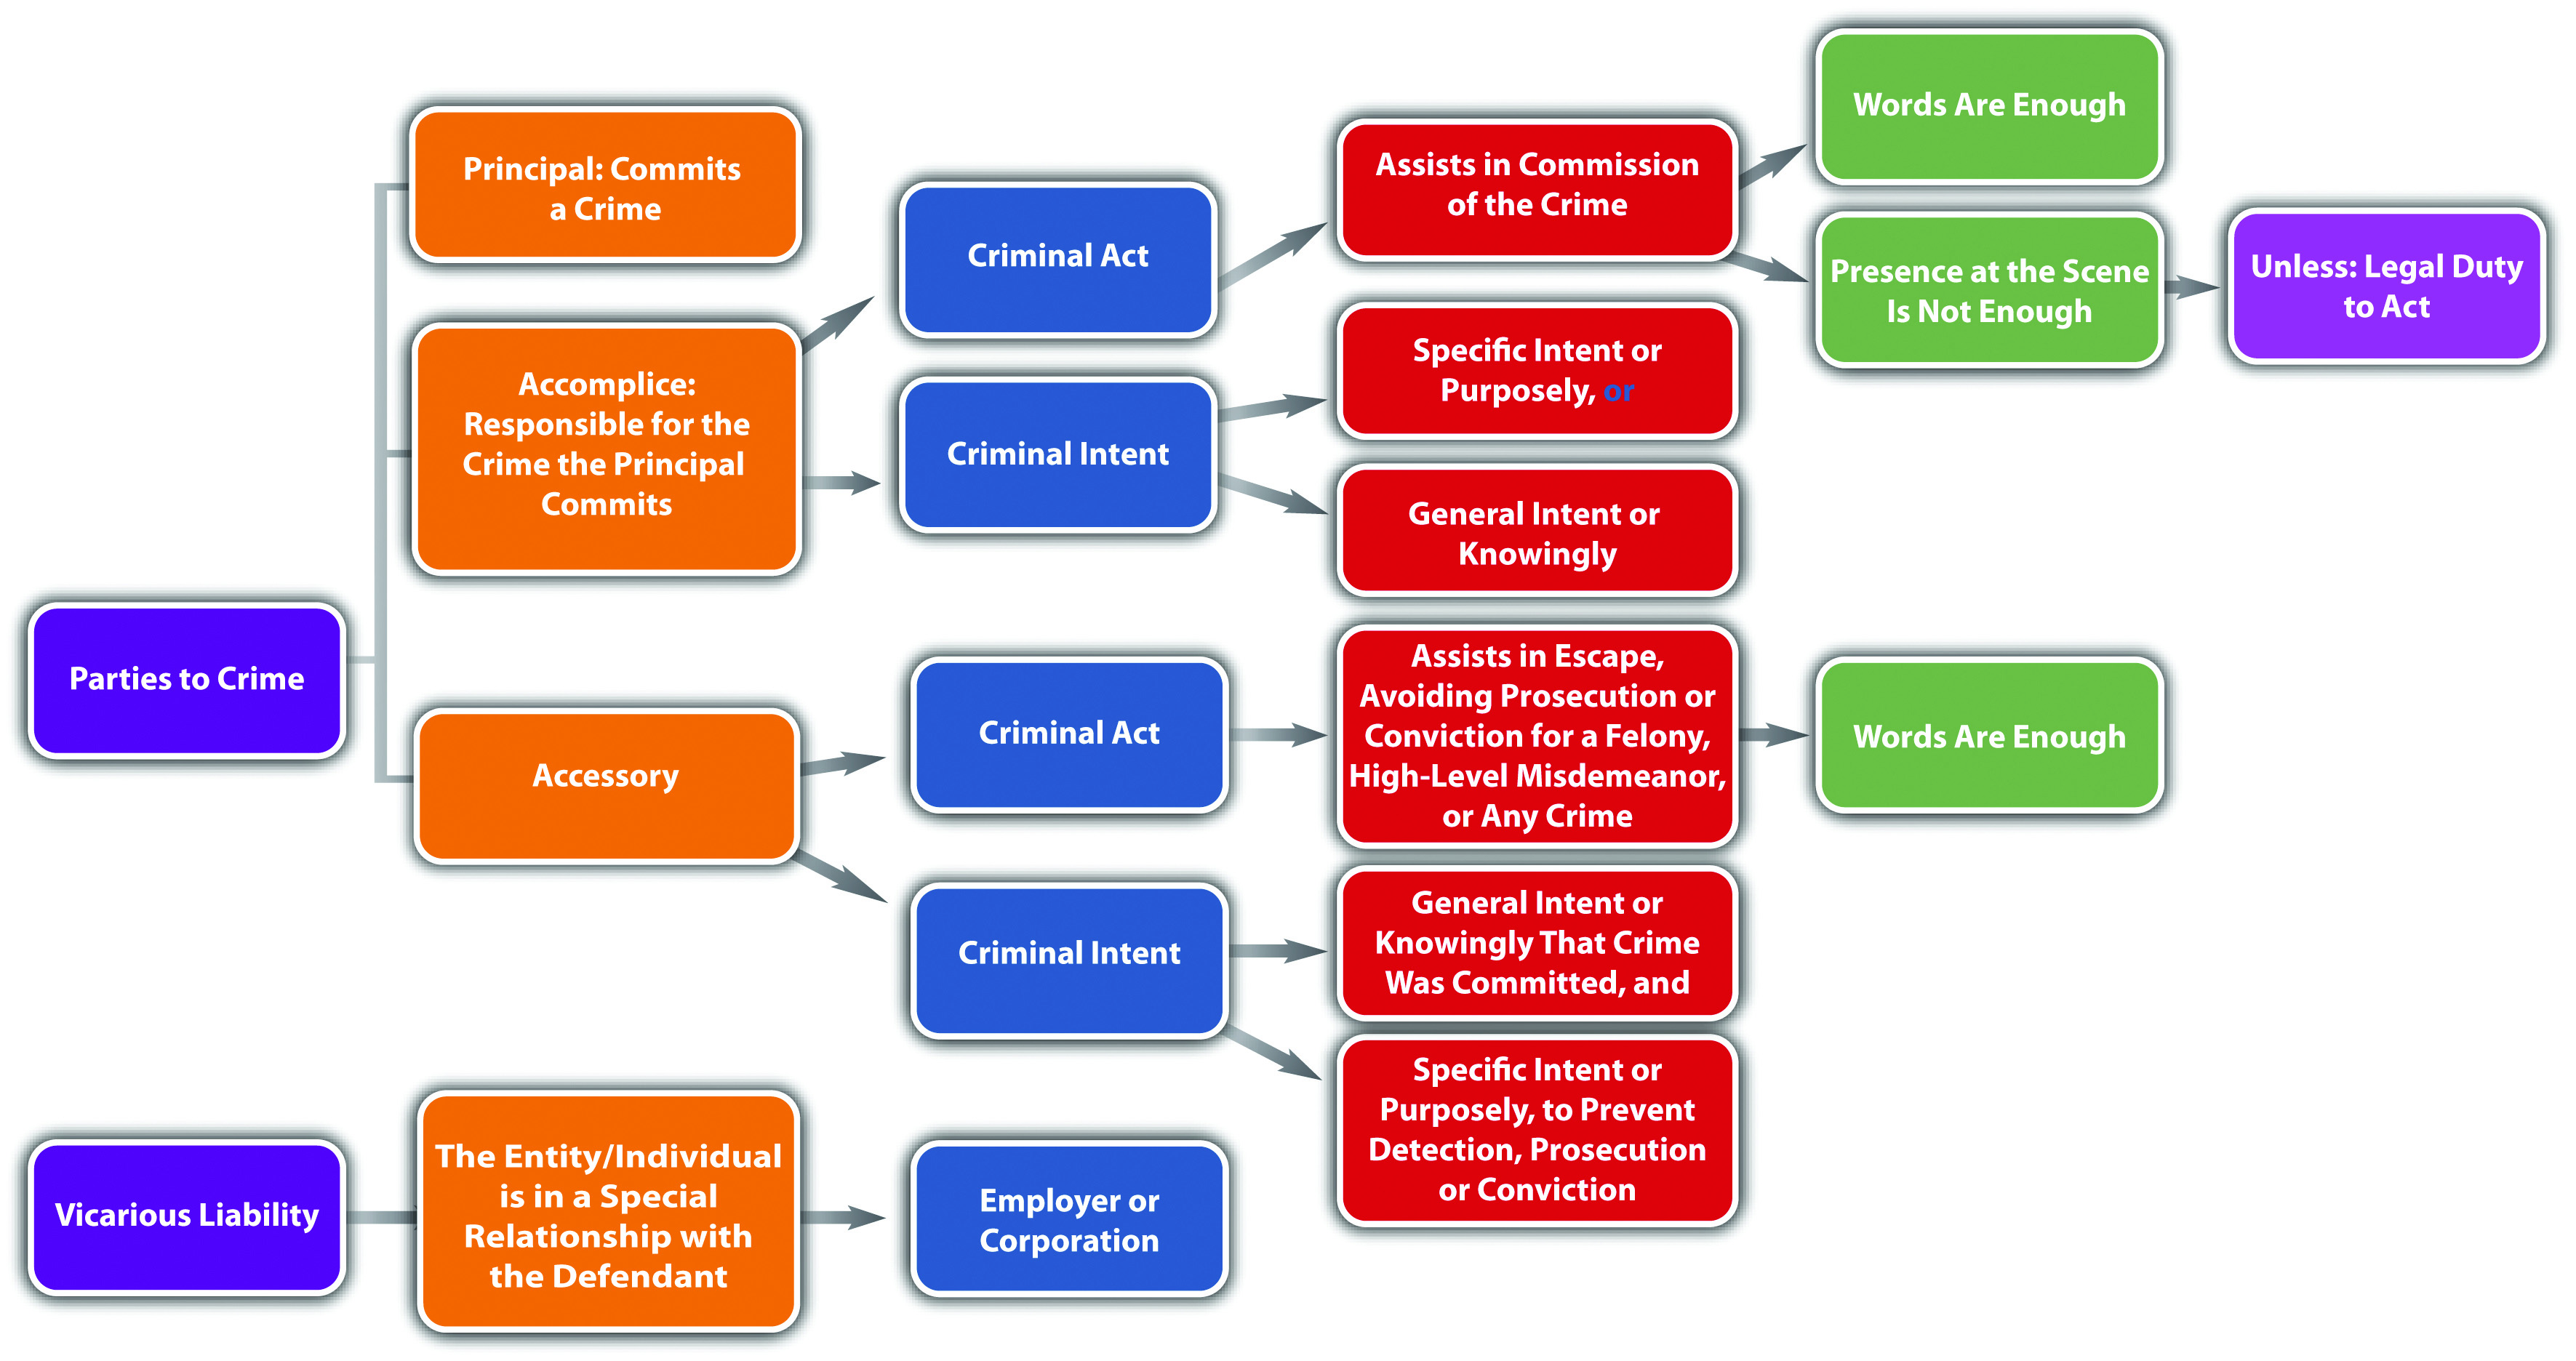 Principal: Commits
a Crime
Accomplice:
Responsible for the
Crime the Principal
Commits
Parties to Crime
Accessory
Criminal Act
Criminal Intent
Assists in Commission
of the Crime
Words Are Enough
Presence at the Scene
Is Not Enough
Unless: Legal Duty
to Act
Specific Intent or
Purposely, or
General Intent or
Knowingly
Criminal Act
Assists in Escape,
Avoiding Prosecution or
Conviction for a Felony,
High-Level Misdemeanor,
or Any Crime
Words Are Enough
Criminal Intent
General Intent or
Knowingly That Crime
Was Committed, and
Specific Intent or
Purposely, to Prevent
Detection, Prosecution
or Conviction
Vicarious Liability
The Entity/Individual
is in a Special
Relationship with
the Defendant
Employer or
Corporation